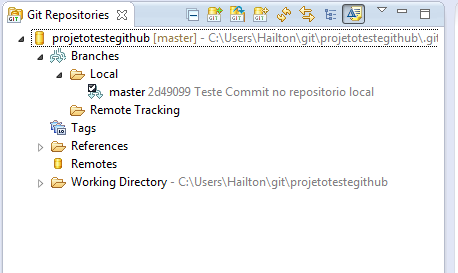 Git Repositories
projetotestegithub [master] - C:\Users\Hailton\git\projetotestegithub\.git
Branches
Local
master 2d49099 Teste Commit no repositorio local
Remote Tracking
Tags
References
Remotes
Working Directory - C:\Users\Hailton\git\projetotestegithub